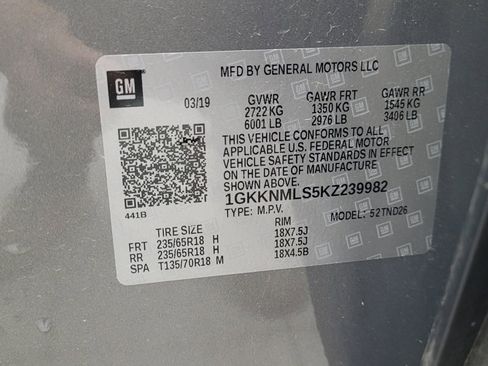 GM
MFD BY GENERAL MOTORS LLC
03/19 GVWR GAWR FRT GAWR RR
2722 KG 1350 KG 1545 KG
6001 LB 2976 LB 3406 LB
THIS VEHICLE CONFORMS TO ALL
APPLICABLE U.S. FEDERAL MOTOR
VEHICLE SAFETY STANDARDS IN EFFECT
ON THE DATE OF MANUFACTURE
SHOWN ABOVE.
1GKKNMLS5KZ239982
441B TYPE: M.P.V. MODEL: 52TND26
TIRE SIZE RIM
FRT 235/65R18 H 18X7.5J
RR 235/65R18 H 18X7.5J
SPA T135/70R18 M 18X4.5B